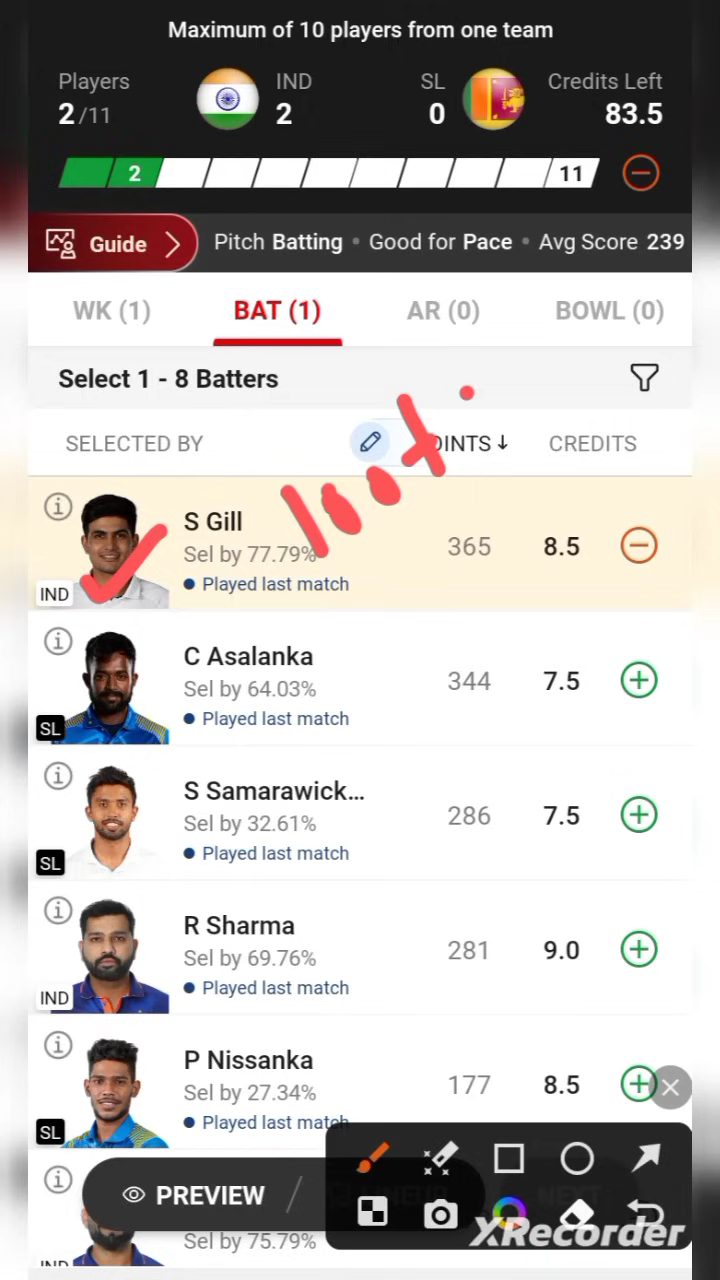 Maximum of 10 players from one team
Players IND SL Credits Left
2/11 2 0 83.5
2 11
Guide Pitch Batting • Good for Pace • Avg Score 239
WK (1) BAT (1) AR (0) BOWL (0)
Select 1 - 8 Batters
SELECTED BY OINTS↓ CREDITS
S Gill
Sel by 77.79% 365 8.5
IND • Played last match
C Asalanka
Sel by 64.03% 344 7.5
SL • Played last match
S Samarawick...
Sel by 32.61% 286 7.5
SL • Played last match
R Sharma
Sel by 69.76% 281 9.0
IND • Played last match
P Nissanka
Sel by 27.34% 177 8.5
SL • Played last match
PREVIEW
Sel by 75.79%
IND
XRecorder